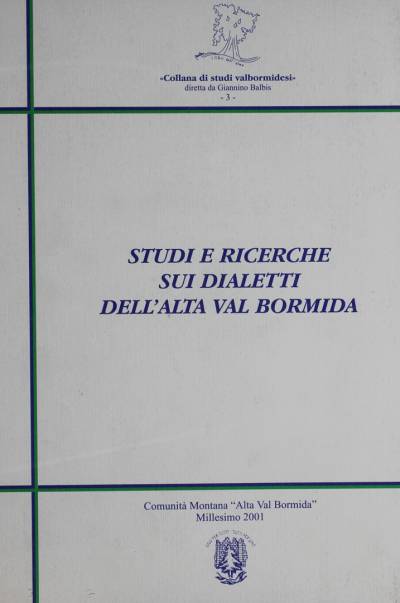 «Collana di studi valbormidesi»
diretta da Giannino Balbis
- 3 -
STUDI E RICERCHE
SUI DIALETTI
DELL'ALTA VAL BORMIDA
Comunità Montana "Alta Val Bormida"
Millesimo 2001